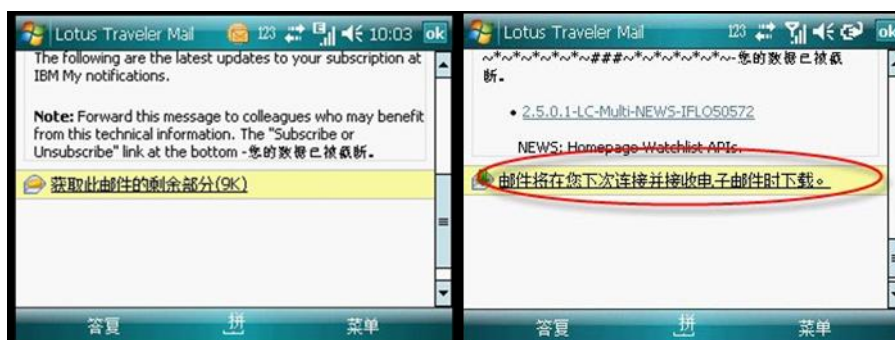 Lotus Traveler Mail 123 10:03 ok
The following are the latest updates to your subscription at
IBM My notifications.
Note: Forward this message to colleagues who may benefit
from this technical information. The "Subscribe or
Unsubscribe" link at the bottom -您的数据已被截断。
获取此邮件的剩余部分(9K)
答复 拼 菜单
Lotus Traveler Mail 123 ok
~*~*~*~*~*~###~*~*~*~*~*~-您的数据已被截
断。
• 2.5.0.1-LC-Multi-NEWS-IFLO50572
NEWS: Homepage Watchlist APIs.
邮件将在您下次连接并接收电子邮件时下载。
答复 拼 菜单